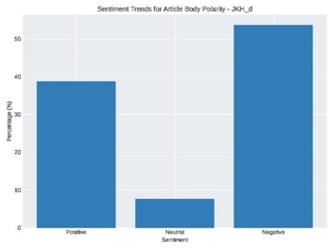 Sentiment Trends for Article Body Polarity - JKH_d
Percentage (%)
50
40
30
20
10
0
Positive
Neutral
Negative
Sentiment